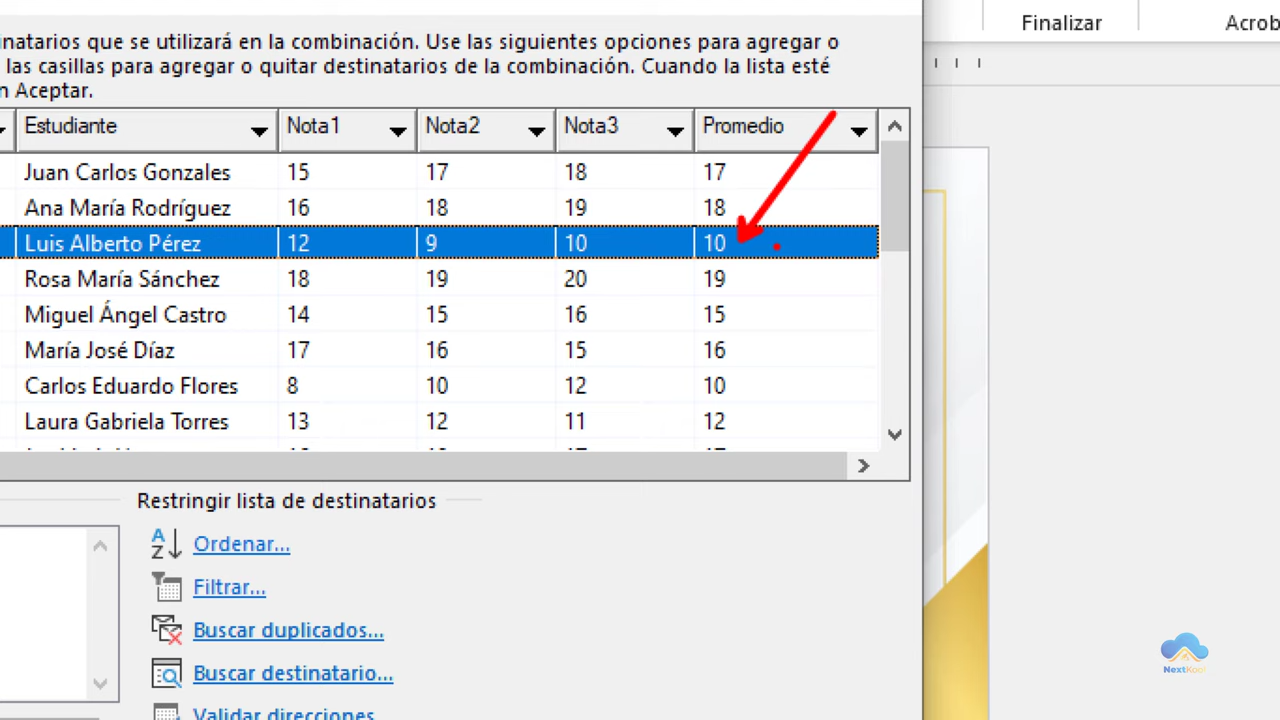 Finalizar
Acrob
inatarios que se utilizará en la combinación. Use las siguientes opciones para agregar o
las casillas para agregar o quitar destinatarios de la combinación. Cuando la lista esté
n Aceptar.
Estudiante Nota1 Nota2 Nota3 Promedio
Juan Carlos Gonzales 15 17 18 17
Ana María Rodríguez 16 18 19 18
Luis Alberto Pérez 12 9 10 10
Rosa María Sánchez 18 19 20 19
Miguel Ángel Castro 14 15 16 15
María José Díaz 17 16 15 16
Carlos Eduardo Flores 8 10 12 10
Laura Gabriela Torres 13 12 11 12
Restringir lista de destinatarios
Ordenar...
Filtrar...
Buscar duplicados...
Buscar destinatario...
Validar direcciones
NextKool